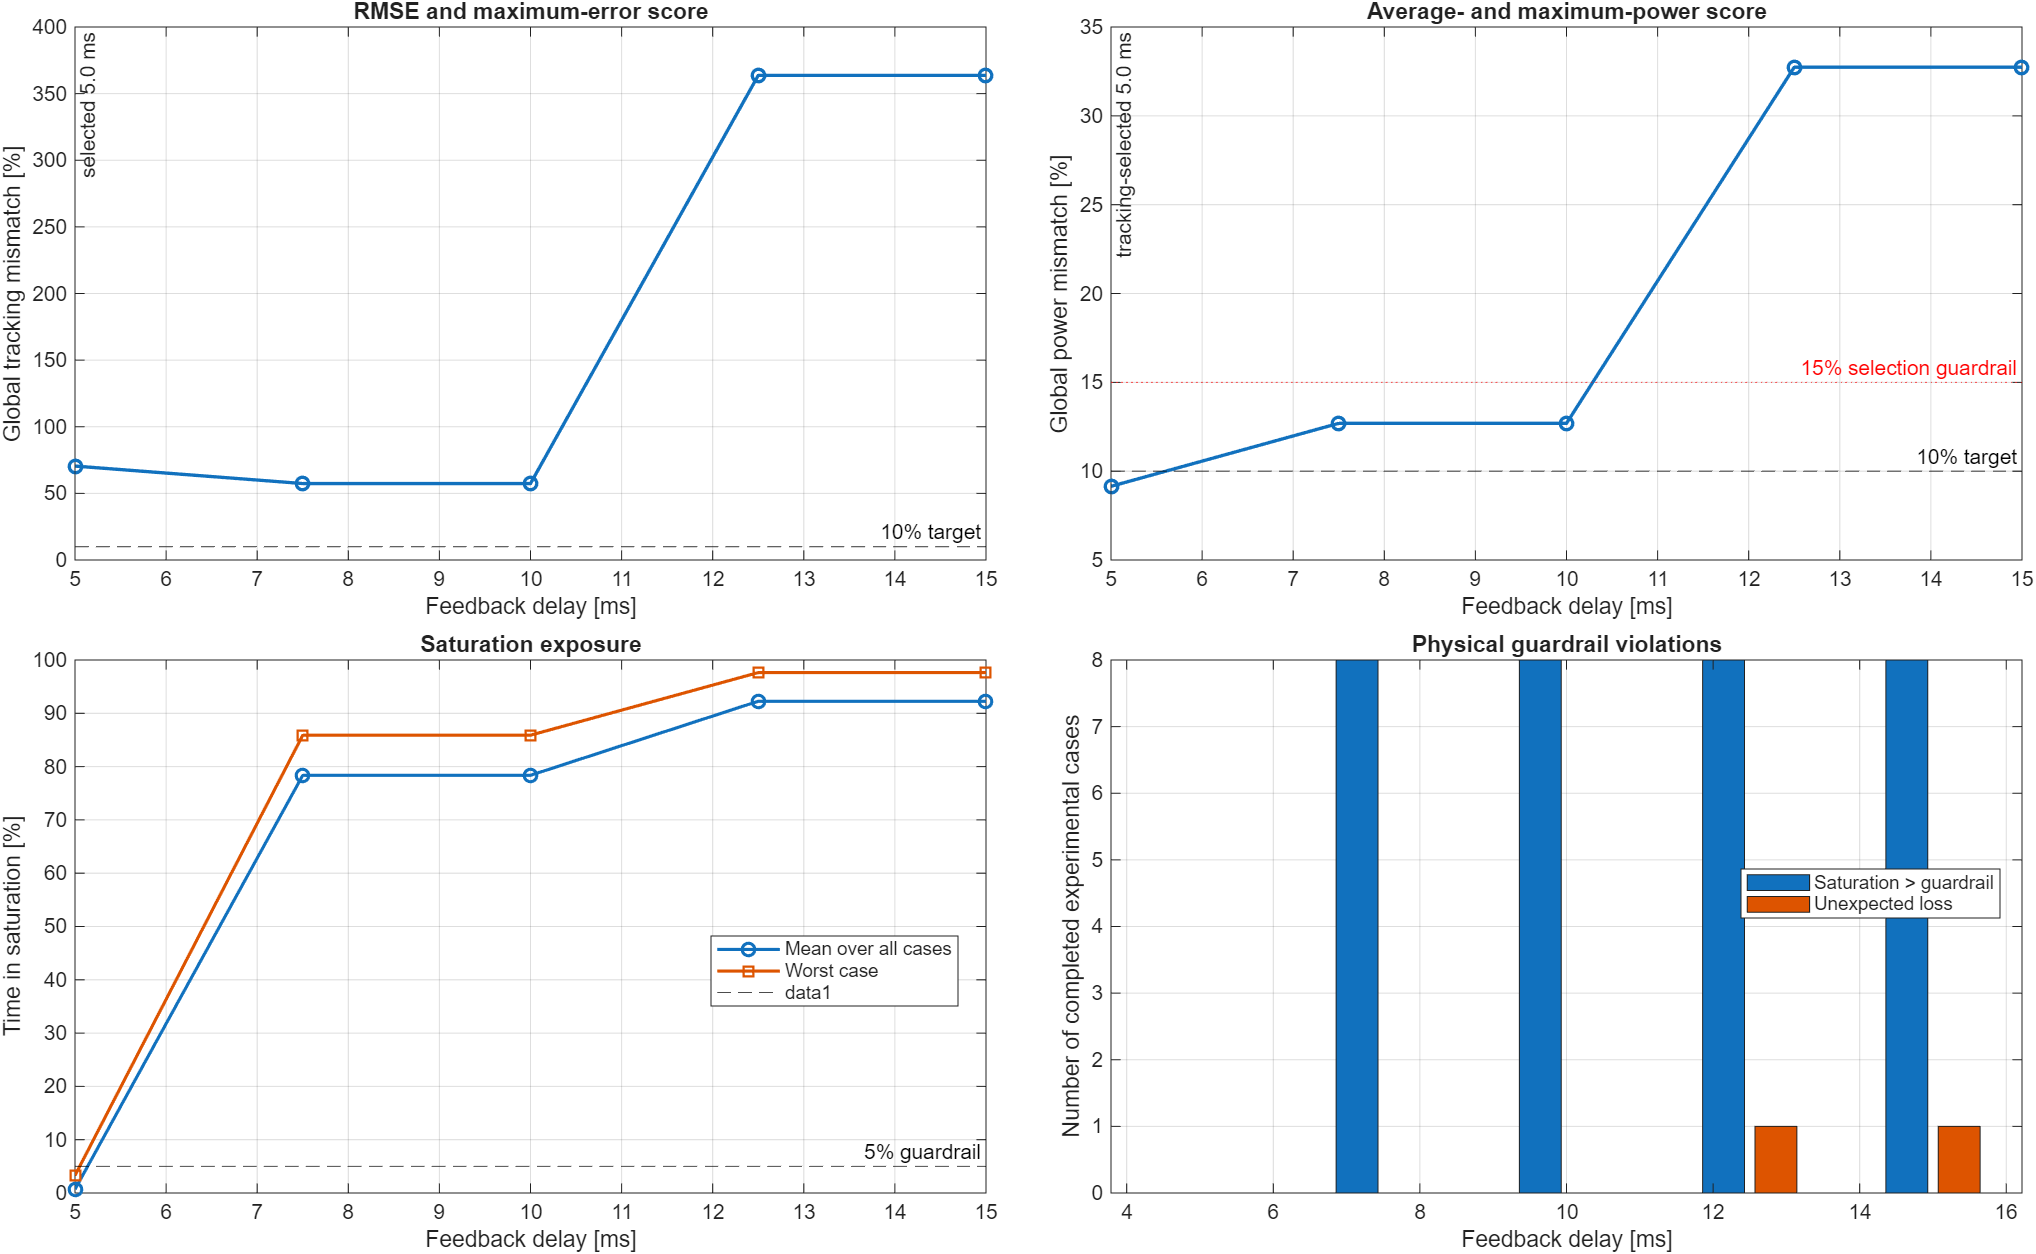 RMSE and maximum-error score
400
350
300
250
200
150
100
50
0
Global tracking mismatch [%]
selected 5.0 ms
10% target
5 6 7 8 9 10 11 12 13 14 15
Feedback delay [ms]
Average- and maximum-power score
35
30
25
20
15
10
5
Global power mismatch [%]
tracking-selected 5.0 ms
15% selection guardrail
10% target
5 6 7 8 9 10 11 12 13 14 15
Feedback delay [ms]
Saturation exposure
100
90
80
70
60
50
40
30
20
10
0
Time in saturation [%]
Mean over all cases
Worst case
data1
5% guardrail
5 6 7 8 9 10 11 12 13 14 15
Feedback delay [ms]
Physical guardrail violations
8
7
6
5
4
3
2
1
0
Number of completed experimental cases
Saturation > guardrail
Unexpected loss
4 6 8 10 12 14 16
Feedback delay [ms]